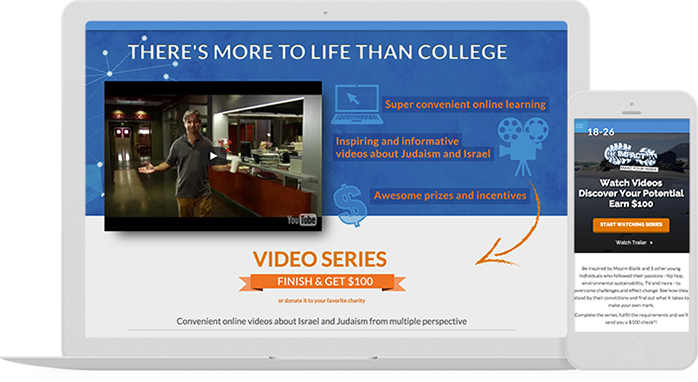 THERE'S MORE TO LIFE THAN COLLEGE
Super convenient online learning
Inspiring and informative
videos about Judaism and Israel
Awesome prizes and incentives
YouTube
VIDEO SERIES
FINISH & GET $100
or donate it to your favorite charity
Convenient online videos about Israel and Judaism from multiple perspective
18-26
IMPACT
MAKE YOUR MARK
Watch Videos
Discover Your Potential
Earn $100
START WATCHING SERIES
Watch Trailer >
Be inspired by Mayim Bialik and 5 other young
individuals who followed their passions - hip hop,
environmental sustainability, TV and more - to
overcome challenges and effect change. See how they
stood by their convictions and find out what it takes to
make your own mark.
Complete the series, fulfill the requirements and we'll
send you a $100 check*!